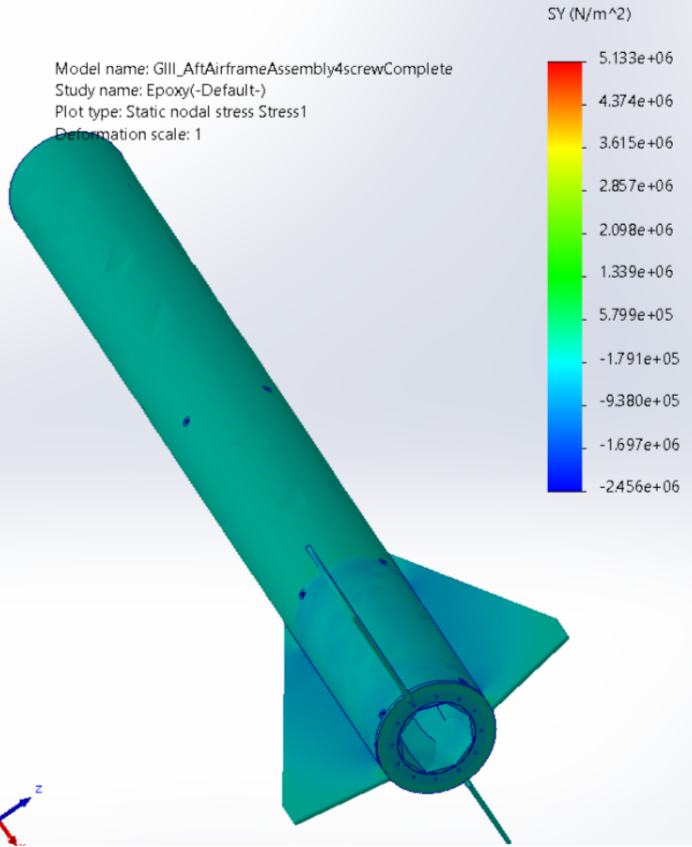 SY (N/m^2)
Model name: GIII_AftAirframeAssembly4screwComplete
Study name: Epoxy(-Default-)
Plot type: Static nodal stress Stress1
Deformation scale: 1
5.133e+06
4.374e+06
3.615e+06
2.857e+06
2.098e+06
1.339e+06
5.799e+05
-1.791e+05
-9.380e+05
-1.697e+06
-2.456e+06
z